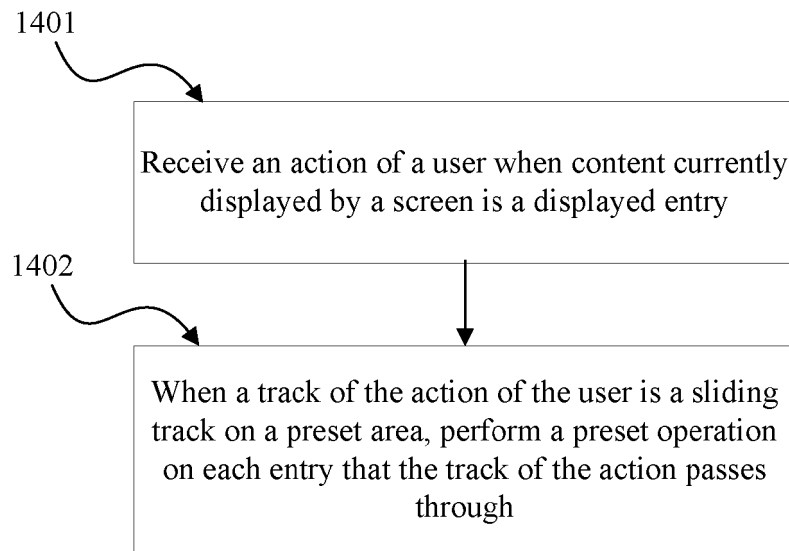 1401
Receive an action of a user when content currently
displayed by a screen is a displayed entry
1402
When a track of the action of the user is a sliding
track on a preset area, perform a preset operation
on each entry that the track of the action passes
through